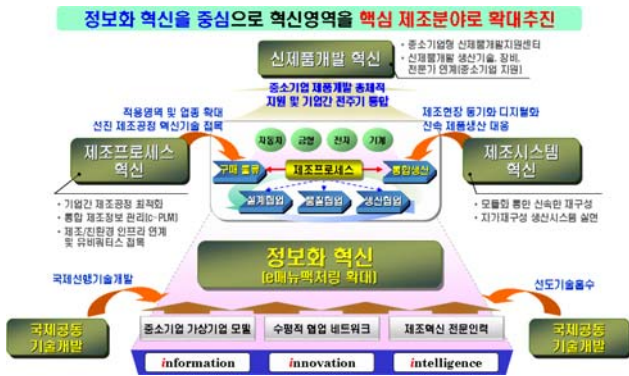 정보화 혁신을 중심으로 혁신영역을 핵심 제조분야로 확대추진
신제품개발 혁신
• 중소기업형 신제품개발지원센터
• 신제품개발 생산기술, 장비, 전문가 연계(중소기업 지원)
중소기업 제품개발 총체적
지원 및 기업간 전주기 통합
적용영역 및 업종 확대
선진 제조공정 혁신기술 접목
제조현장 동기화 디지털화
신속 제품생산 대응
자동차 금형 전자 기계
제조프로세스
혁신
구매 물류
제조프로세스
통합생산
제조시스템
혁신
설계협업
품질협업
생산협업
• 기업간 제조공정 최적화
• 통합 제조정보 관리(c-PLM)
• 제조/친환경 인프라 연계
및 유비쿼터스 접목
• 모듈화 통한 신속한 재구성
• 자가재구성 생산시스템 실현
정보화 혁신
(e매뉴팩처링 확대)
국제선행기술개발
선도기술흡수
국제공동
기술개발
중소기업 가상기업 모델
수평적 협업 네트워크
제조혁신 전문인력
국제공동
기술개발
information
innovation
intelligence